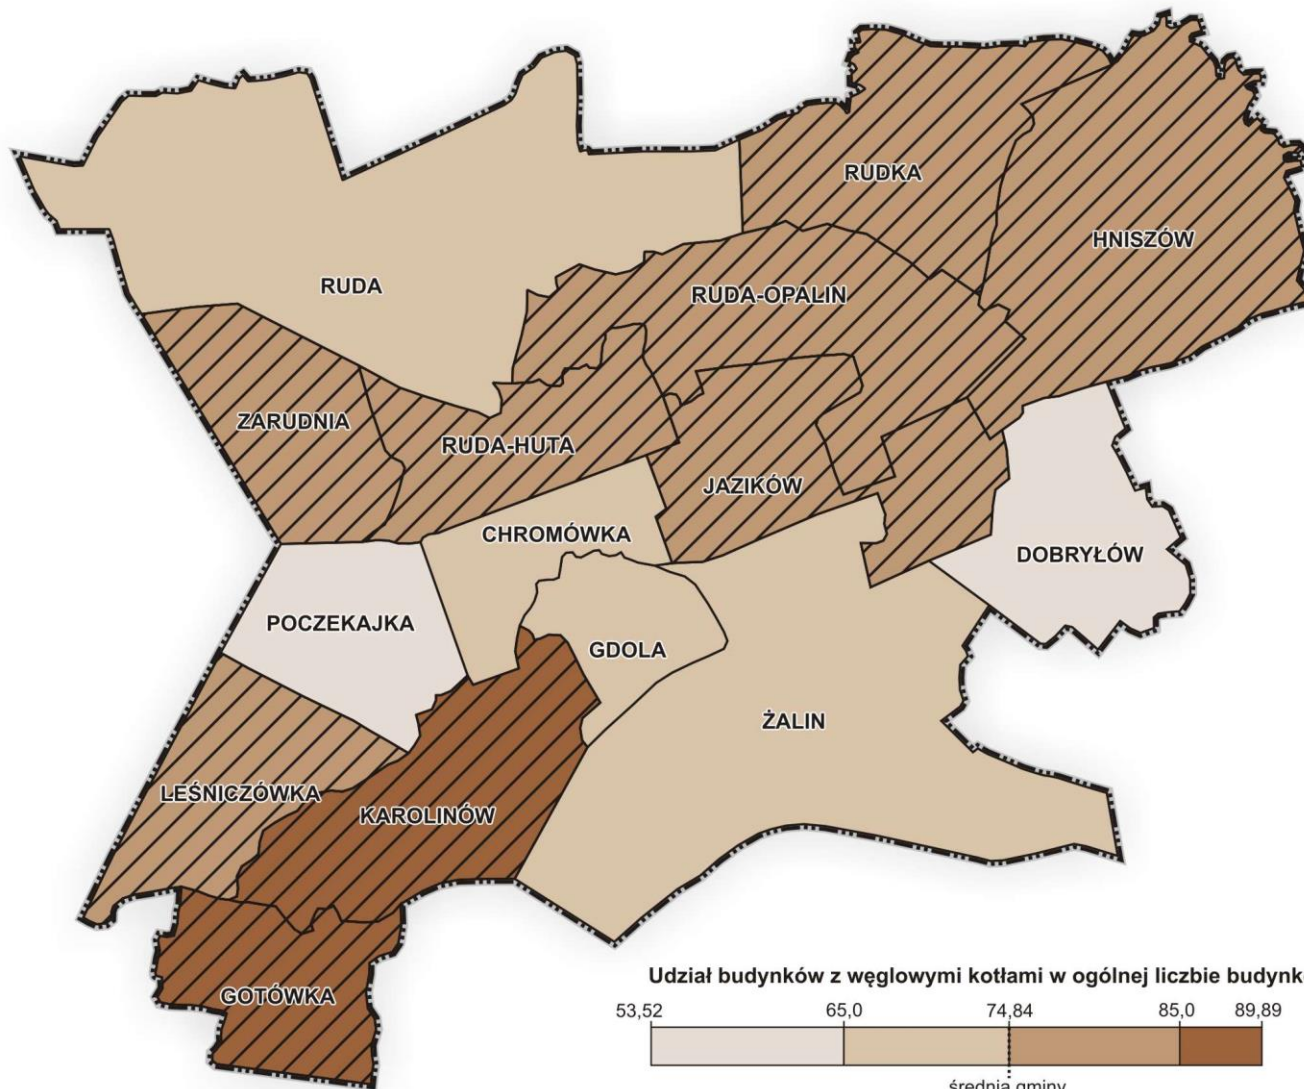 RUDKA
HNISZÓW
RUDA
RUDA-OPALIN
ZARUDNIA
RUDA-HUTA
JAZIKÓW
CHROMÓWKA
DOBRYŁÓW
POCZEKAJKA
GDOLA
ŻALIN
LEŚNICZÓWKA
KAROLINÓW
GOTÓWKA
Udział budynków z węglowymi kotłami w ogólnej liczbie
53,52 65,0 74,84 85,0 89,89
średnia gminy